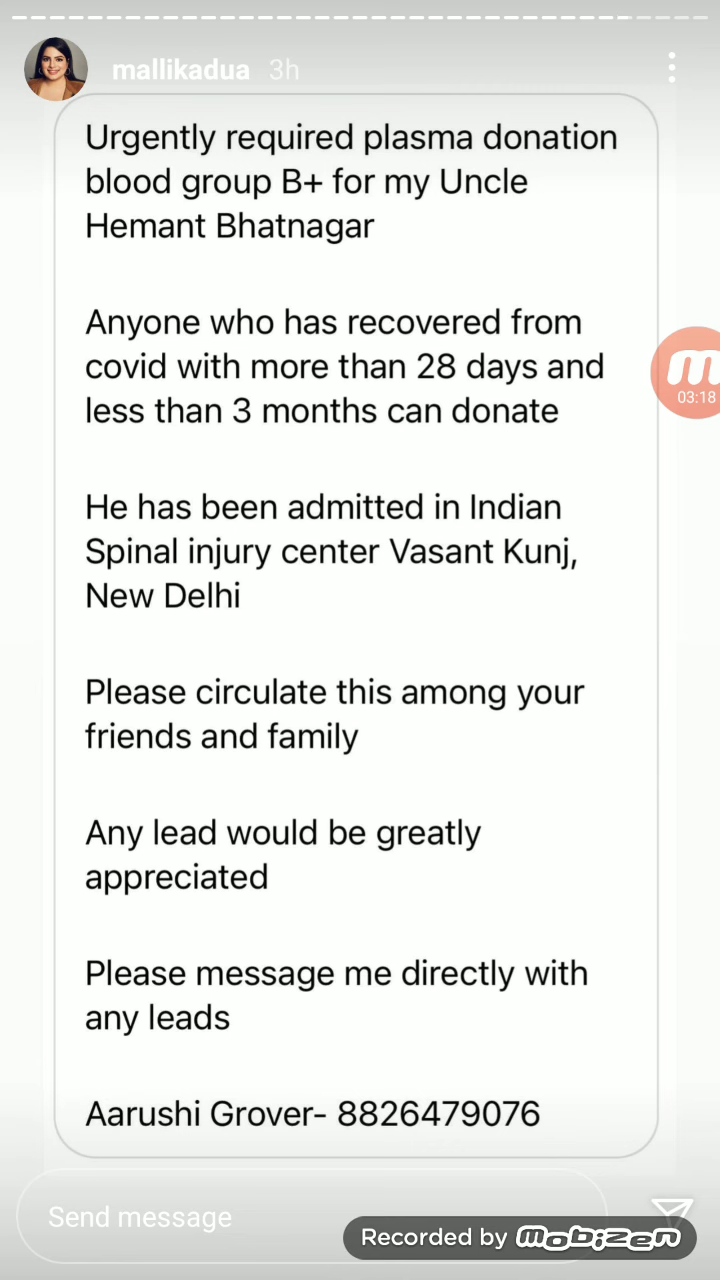 mallikadua 3h
Urgently required plasma donation
blood group B+ for my Uncle
Hemant Bhatnagar
Anyone who has recovered from
covid with more than 28 days and
less than 3 months can donate
He has been admitted in Indian
Spinal injury center Vasant Kunj,
New Delhi
Please circulate this among your
friends and family
Any lead would be greatly
appreciated
Please message me directly with
any leads
Aarushi Grover- 8826479076
m
03:18
Send message
Recorded by mobizen